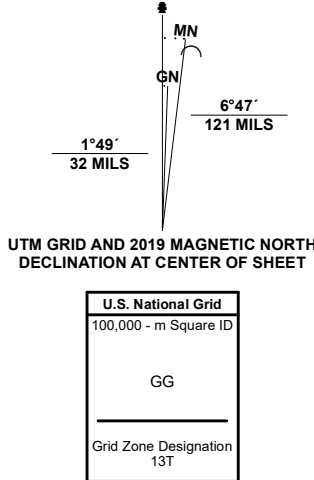 MN
GN
6°47´
121 MILS
1°49´
32 MILS
UTM GRID AND 2019 MAGNETIC NORTH
DECLINATION AT CENTER OF SHEET
U.S. National Grid
100,000 - m Square ID
GG
Grid Zone Designation
13T